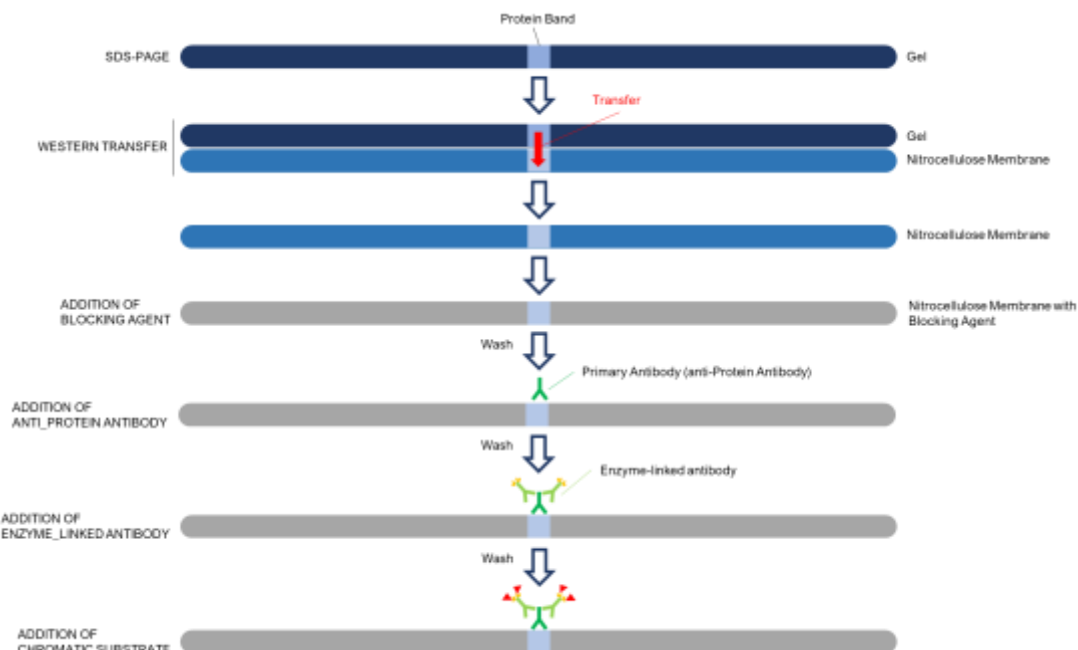 Protein Band
SDS-PAGE
Gel
Transfer
WESTERN TRANSFER
Gel
Nitrocellulose Membrane
Nitrocellulose Membrane
ADDITION OF
BLOCKING AGENT
Nitrocellulose Membrane with
Blocking Agent
Wash
Primary Antibody (anti-Protein Antibody)
ADDITION OF
ANTI_PROTEIN ANTIBODY
Wash
Enzyme-linked antibody
ADDITION OF
ENZYME_LINKED ANTIBODY
Wash
ADDITION OF
CHROMATIC SUBSTRATE